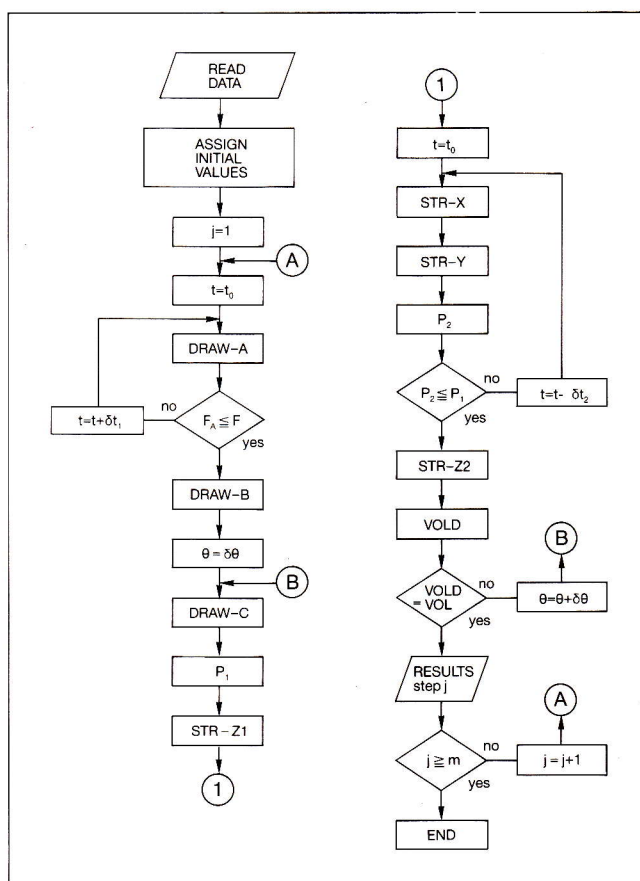 READ
DATA
ASSIGN
INITIAL
VALUES
j=1
A
t=t₀
DRAW-A
t=t+δt₁
no
F_A ≦ F
yes
DRAW-B
θ = δθ
B
DRAW-C
P₁
STR-Z1
1
1
t=t₀
STR-X
STR-Y
P₂
P₂ ≦ P₁
no
t=t- δt₂
yes
STR-Z2
VOLD
B
VOLD
= VOL
no
θ=θ+δθ
yes
RESULTS
step j
A
j ≧ m
no
j = j+1
yes
END